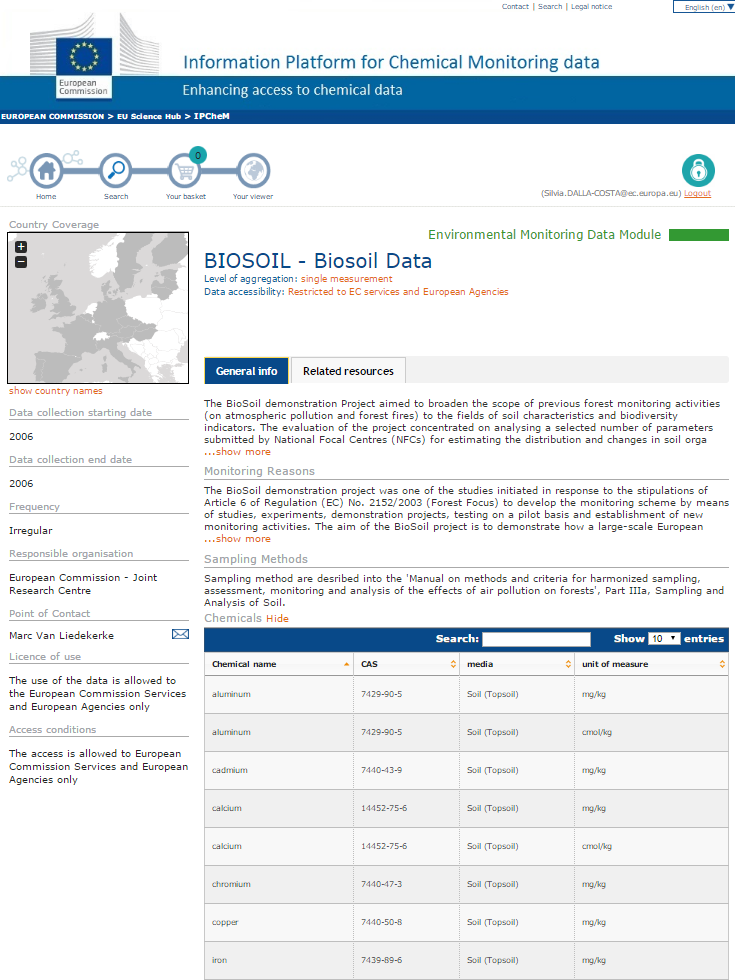 Contact | Search | Legal notice
English (en)
Information Platform for Chemical Monitoring data
European
Commission
Enhancing access to chemical data
EUROPEAN COMMISSION > EU Science Hub > IPCheM
0
Home
Search
Your basket
Your viewer
(Silvia.DALLA-COSTA@ec.europa.eu) Logout
Country Coverage
+
−
show country names
Data collection starting date
2006
Data collection end date
2006
Frequency
Irregular
Responsible organisation
European Commission - Joint
Research Centre
Point of Contact
Marc Van Liedekerke
Licence of use
The use of the data is allowed to
the European Commission Services
and European Agencies only
Access conditions
The access is allowed to European
Commission Services and European
Agencies only
Environmental Monitoring Data Module
BIOSOIL - Biosoil Data
Level of aggregation: single measurement
Data accessibility: Restricted to EC services and European Agencies
General info
Related resources
The BioSoil demonstration Project aimed to broaden the scope of previous forest monitoring activities
(on atmospheric pollution and forest fires) to the fields of soil characteristics and biodiversity
indicators. The evaluation of the project concentrated on analysing a selected number of parameters
submitted by National Focal Centres (NFCs) for estimating the distribution and changes in soil orga
...show more
Monitoring Reasons
The BioSoil demonstration project was one of the studies initiated in response to the stipulations of
Article 6 of Regulation (EC) No. 2152/2003 (Forest Focus) to develop the monitoring scheme by means
of studies, experiments, demonstration projects, testing on a pilot basis and establishment of new
monitoring activities. The aim of the BioSoil project is to demonstrate how a large-scale European
...show more
Sampling Methods
Sampling method are desribed into the 'Manual on methods and criteria for harmonized sampling,
assessment, monitoring and analysis of the effects of air pollution on forests', Part IIIa, Sampling and
Analysis of Soil.
Chemicals Hide
Search: Show 10 entries
Chemical name CAS media unit of measure
aluminum 7429-90-5 Soil (Topsoil) mg/kg
aluminum 7429-90-5 Soil (Topsoil) cmol/kg
cadmium 7440-43-9 Soil (Topsoil) mg/kg
calcium 14452-75-6 Soil (Topsoil) mg/kg
calcium 14452-75-6 Soil (Topsoil) cmol/kg
chromium 7440-47-3 Soil (Topsoil) mg/kg
copper 7440-50-8 Soil (Topsoil) mg/kg
iron 7439-89-6 Soil (Topsoil) mg/kg